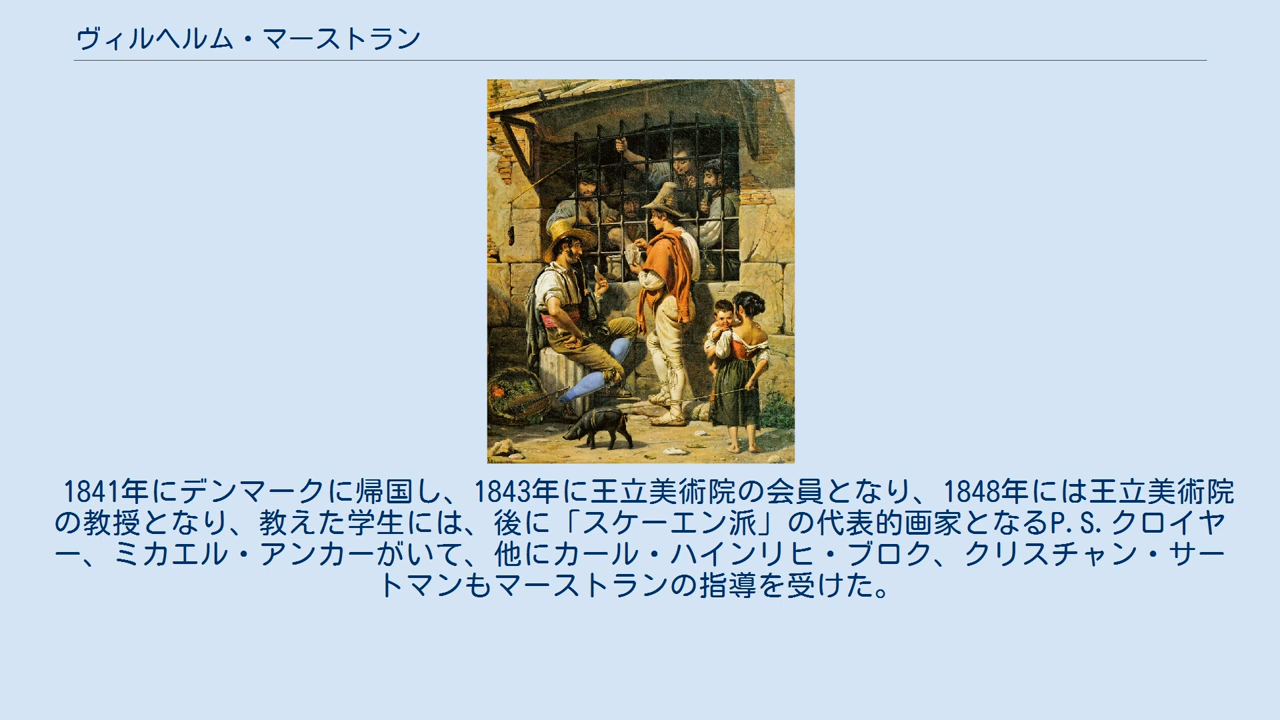 ヴィルヘルム・マーストラン
1841年にデンマークに帰国し、1843年に王立美術院の会員となり、1848年には王立美術院
の教授となり、教えた学生には、後に「スケーエン派」の代表的画家となるP.S.クロイヤ
ー、ミカエル・アンカーがいて、他にカール・ハインリヒ・ブロク、クリスチャン・サー
トマンもマーストランの指導を受けた。